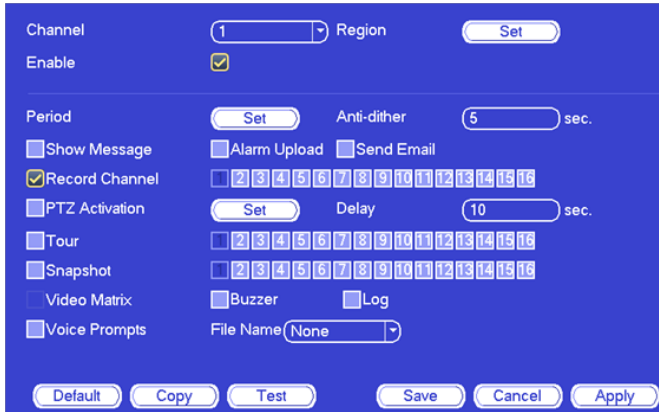 Channel 1 Region Set
Enable
Period Set Anti-dither 5 sec.
Show Message Alarm Upload Send Email
Record Channel 1 2 3 4 5 6 7 8 9 10 11 12 13 14 15 16
PTZ Activation Set Delay 10 sec.
Tour 1 2 3 4 5 6 7 8 9 10 11 12 13 14 15 16
Snapshot 1 2 3 4 5 6 7 8 9 10 11 12 13 14 15 16
Video Matrix Buzzer Log
Voice Prompts File Name None
Default Copy Test Save Cancel Apply